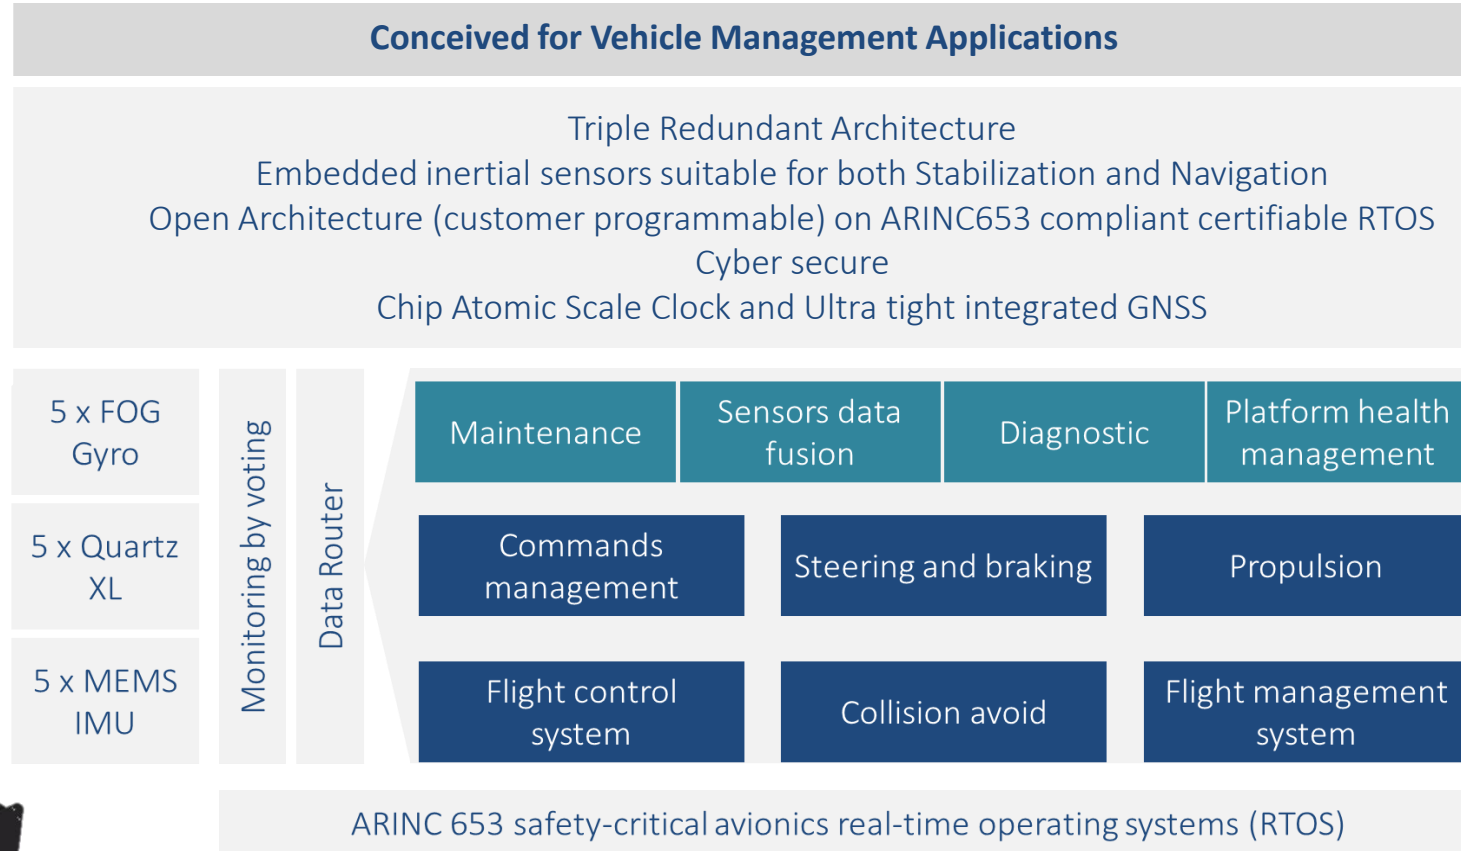 Conceived for Vehicle Management Applications
Triple Redundant Architecture
Embedded inertial sensors suitable for both Stabilization and Navigation
Open Architecture (customer programmable) on ARINC653 compliant certifiable RTOS
Cyber secure
Chip Atomic Scale Clock and Ultra tight integrated GNSS
5 x FOG
Gyro
5 x Quartz
XL
5 x MEMS
IMU
Monitoring by voting
Data Router
Maintenance
Sensors data
fusion
Diagnostic
Platform health
management
Commands
management
Steering and braking
Propulsion
Flight control
system
Collision avoid
Flight management
system
ARINC 653 safety-critical avionics real-time operating systems (RTOS)